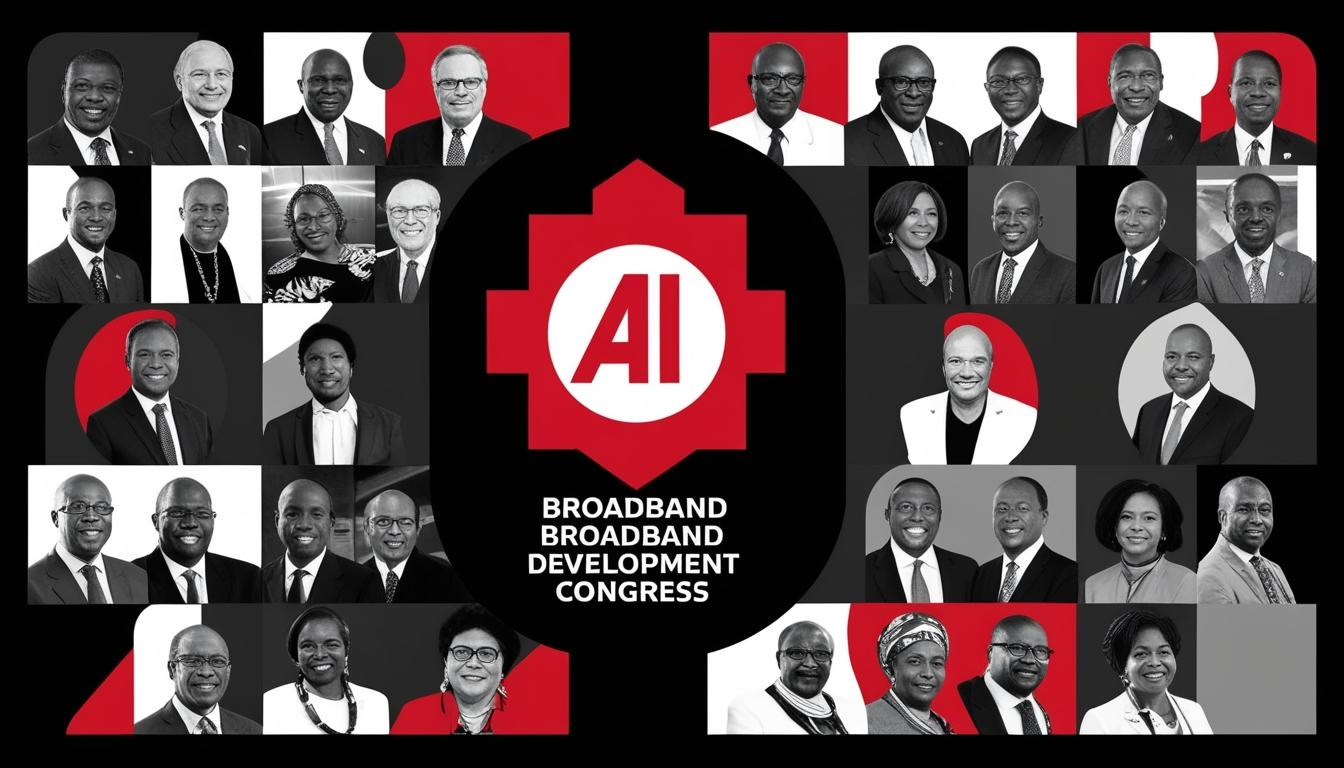 AI
BROADBAND
BROADBAND
DEVELOPMENT
CONGRESS